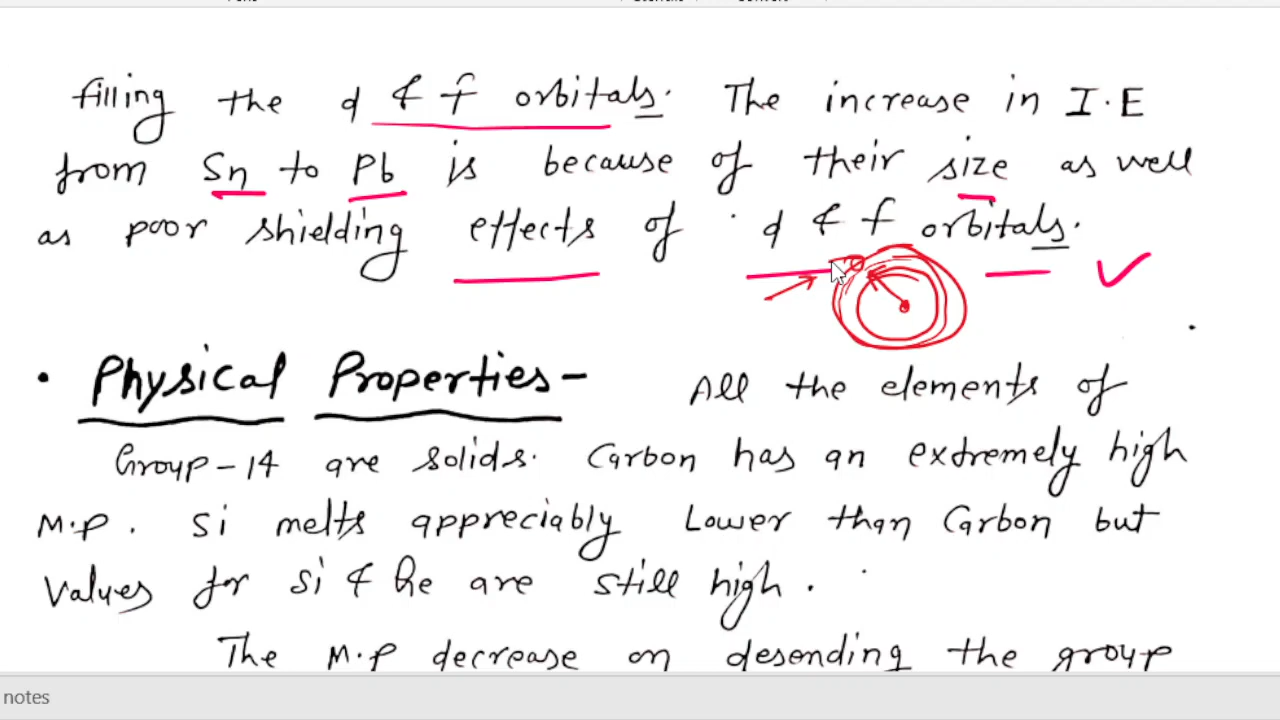 filling the d & f orbitals. The increase in I.E
from Sn to Pb is because of their size as well
as poor shielding effects of d & f orbitals.
• Physical Properties- All the elements of
Group-14 are solids. Carbon has an extremely high
M.P. Si melts appreciably Lower than Carbon but
Values for Si & Ge are still high.
The M.P decrease on desending the group
notes